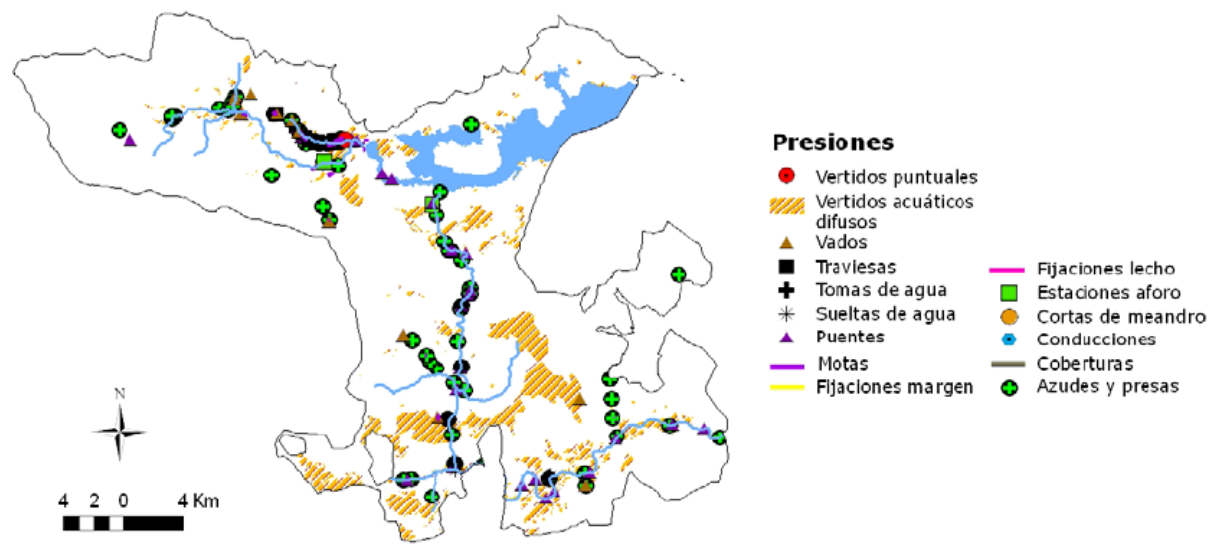 Presiones
Vertidos puntuales
Vertidos acuáticos
difusos
Vados
Traviesas
Tomas de agua
Sueltas de agua
Puentes
Motas
Fijaciones margen
Fijaciones lecho
Estaciones aforo
Cortas de meandro
Conducciones
Coberturas
Azudes y presas
N
4 2 0 4 Km